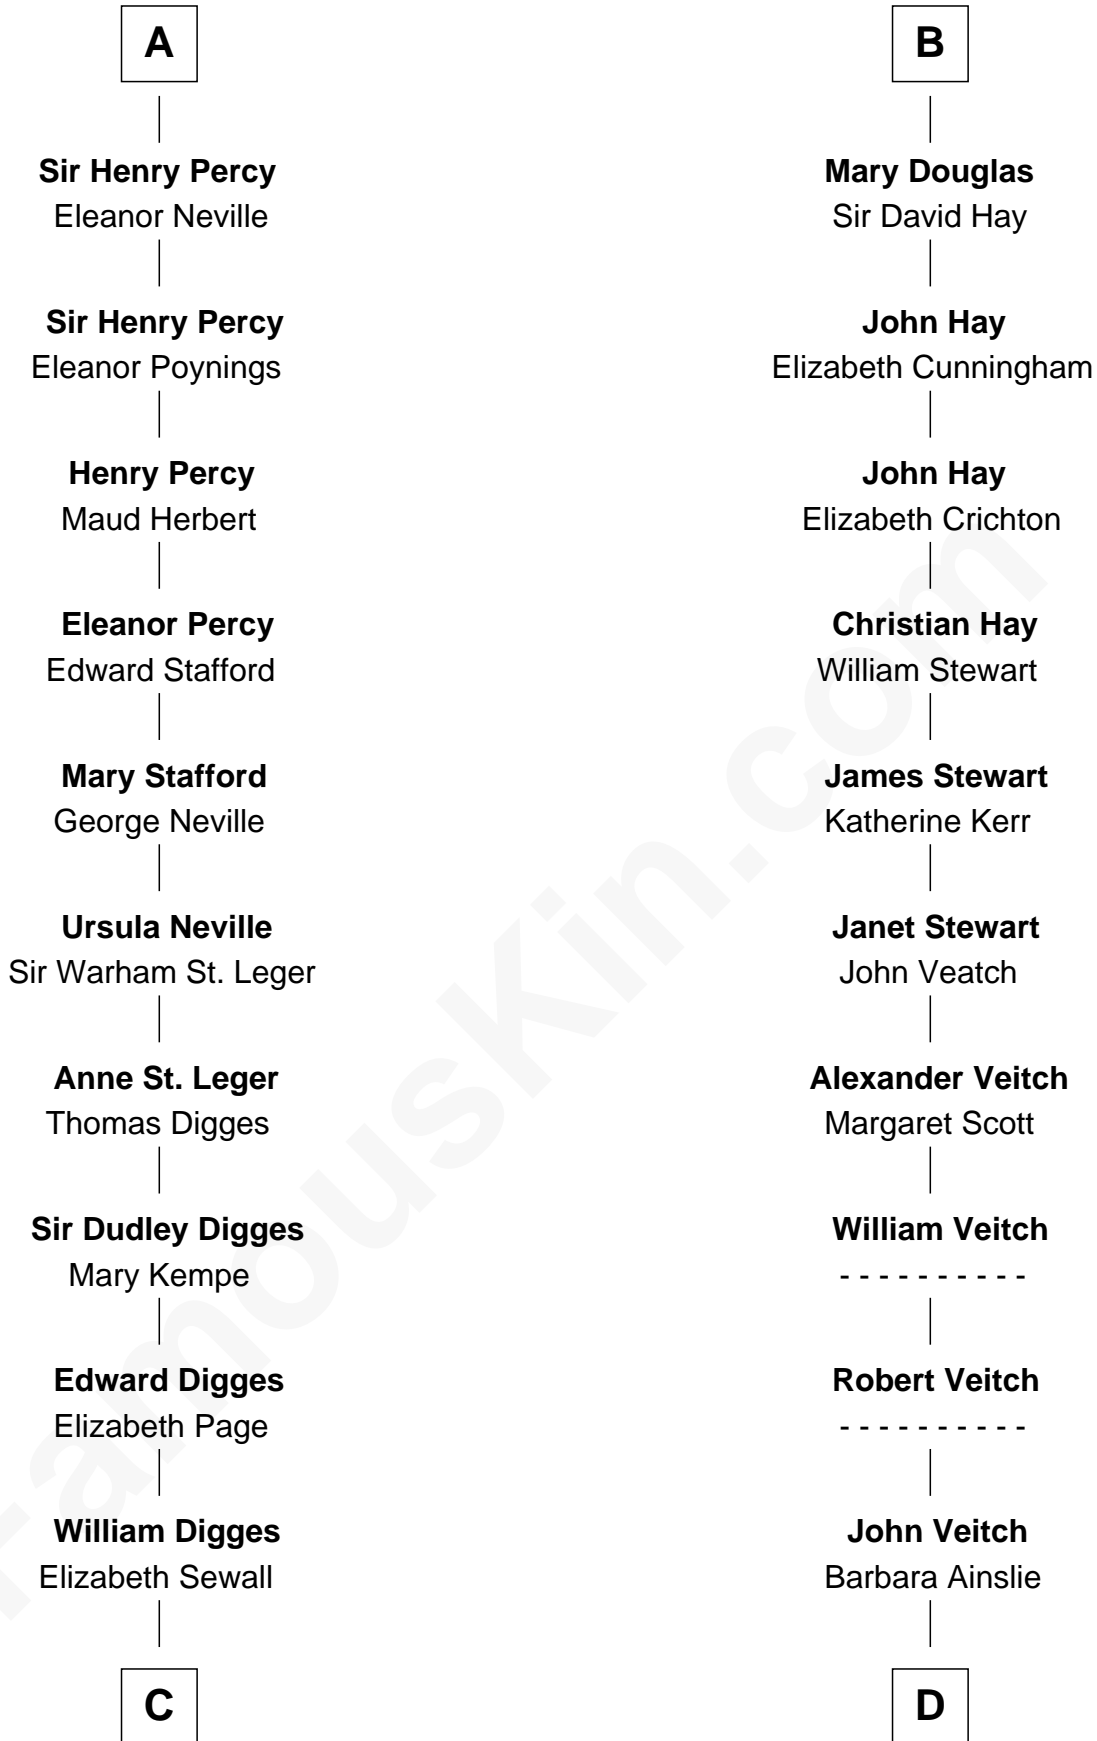 A
Sir Henry Percy
Eleanor Neville
Sir Henry Percy
Eleanor Poynings
Henry Percy
Maud Herbert
Eleanor Percy
Edward Stafford
Mary Stafford
George Neville
Ursula Neville
Sir Warham St. Leger
Anne St. Leger
Thomas Digges
Sir Dudley Digges
Mary Kempe
Edward Digges
Elizabeth Page
William Digges
Elizabeth Sewall
C
B
Mary Douglas
Sir David Hay
John Hay
Elizabeth Cunningham
John Hay
Elizabeth Crichton
Christian Hay
William Stewart
James Stewart
Katherine Kerr
Janet Stewart
John Veatch
Alexander Veitch
Margaret Scott
William Veitch
- - - - - - - - - -
Robert Veitch
- - - - - - - - - -
John Veitch
Barbara Ainslie
D
FamousKin.com